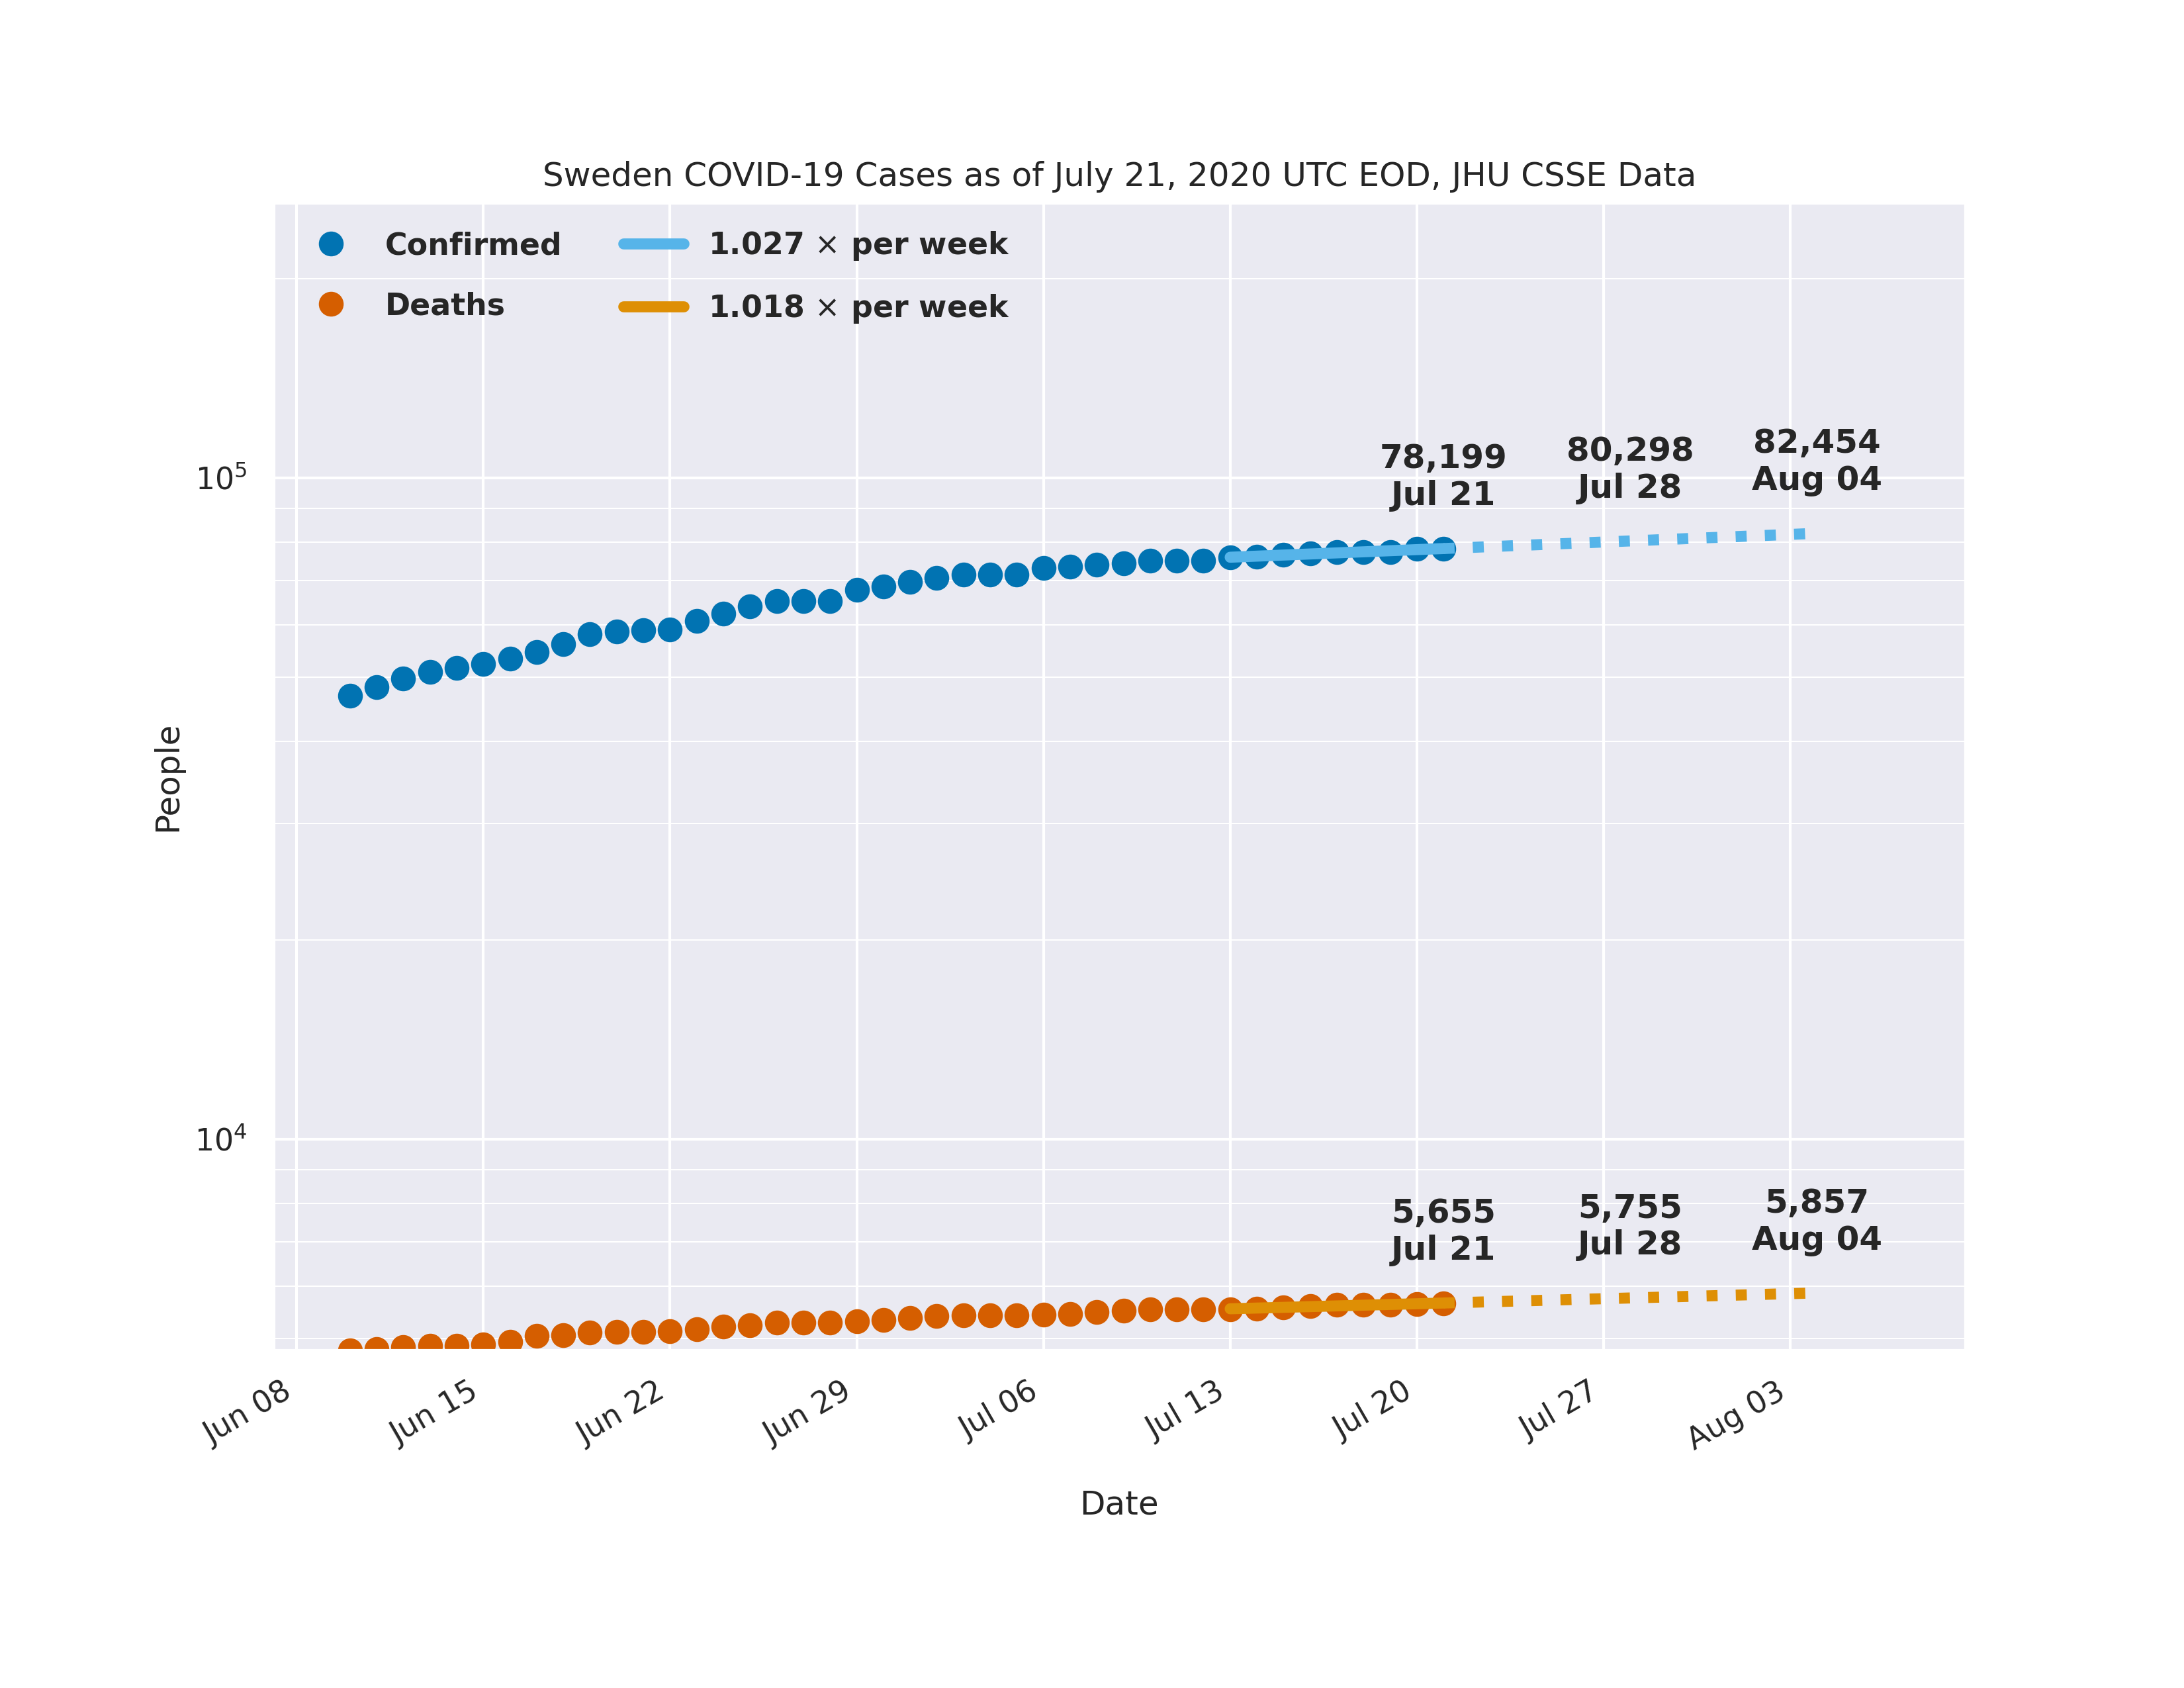 Sweden COVID-19 Cases as of July 21, 2020 UTC EOD, JHU CSSE Data
Confirmed
Deaths
1.027 × per week
1.018 × per week
78,199
Jul 21
80,298
Jul 28
82,454
Aug 04
10⁵
People
10⁴
5,655
Jul 21
5,755
Jul 28
5,857
Aug 04
Jun 08
Jun 15
Jun 22
Jun 29
Jul 06
Jul 13
Jul 20
Jul 27
Aug 03
Date